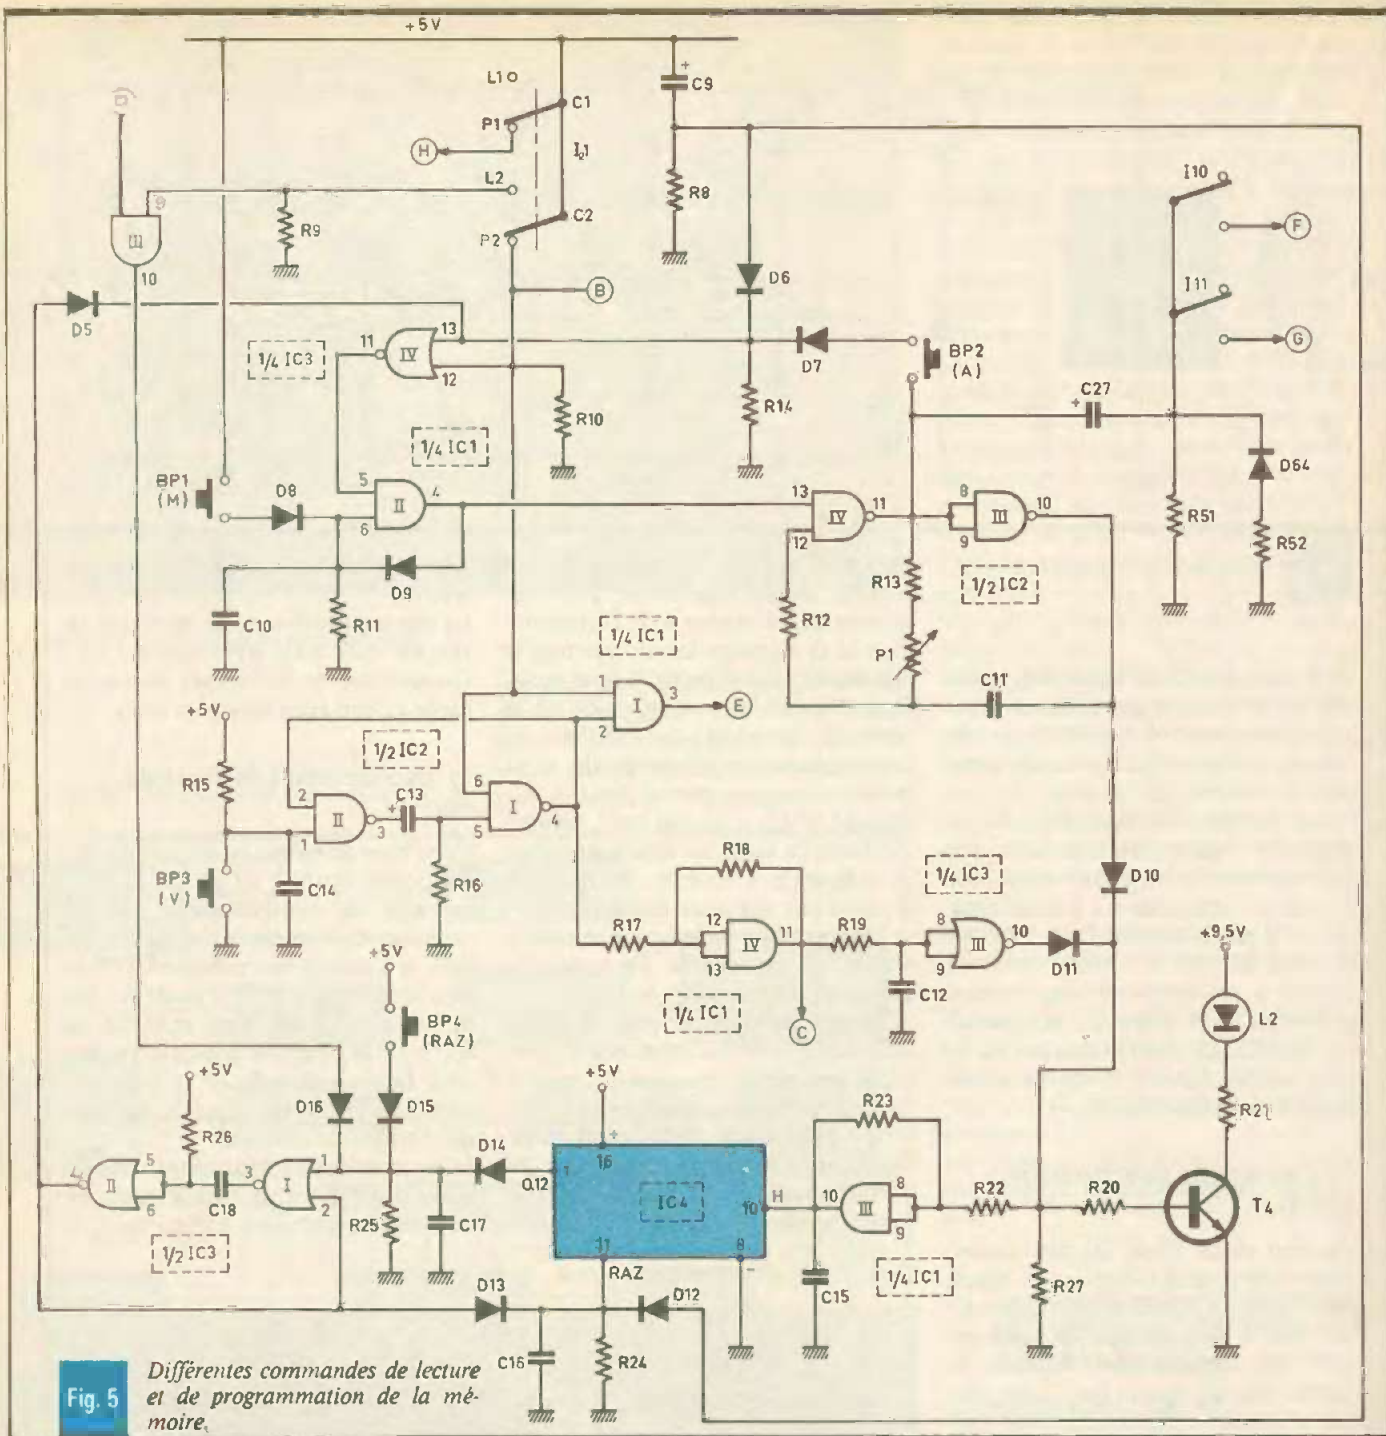 +5V
L1
C1
P1
H
I1
L2
C2
P2
+
C9
R8
III
9
10
R9
B
D5
D6
D7
BP2
(A)
I10
F
I11
G
11
IV
13
12
1/4 IC3
R10
R14
C27
+
1/4 IC1
BP1
(M)
D8
5
6
II
4
D9
C10
R11
13
12
IV
11
8
9
III
10
R13
1/2 IC2
R12
P1
C11
R51
D64
R52
1/4 IC1
1
2
I
3
E
+5V
R15
1/2 IC2
2
1
II
3
C13
+
6
5
I
4
BP3
(V)
C14
R16
R18
R17
12
13
IV
11
R19
1/4 IC3
8
9
III
10
D11
D10
C12
1/4 IC1
C
+9,5V
L2
R21
+5V
BP4
(RAZ)
+5V
R26
D16
D15
D14
Q12
1
+5V
+
16
IC4
10
H
11
8
-
RAZ
R23
10
III
8
9
R22
R20
T4
4
II
5
6
C18
3
I
1
2
1/2 IC3
R25
C17
1/4 IC1
C15
R27
D13
D12
C16
R24
Fig. 5
Différentes commandes de lecture
et de programmation de la mé-
moire.